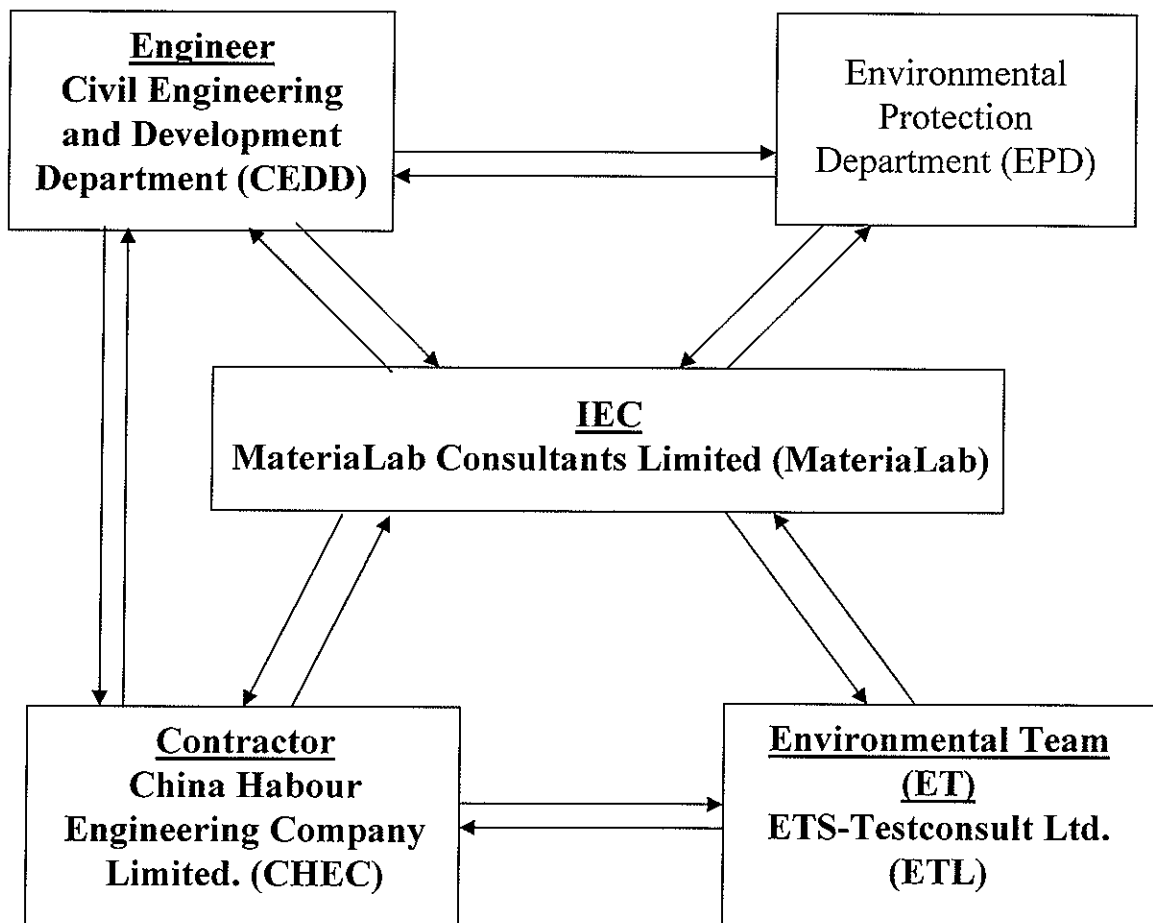 Engineer
Civil Engineering
and Development
Department (CEDD)
Environmental
Protection
Department (EPD)
IEC
MateriaLab Consultants Limited (MateriaLab)
Contractor
China Habour
Engineering Company
Limited. (CHEC)
Environmental Team
(ET)
ETS-Testconsult Ltd.
(ETL)